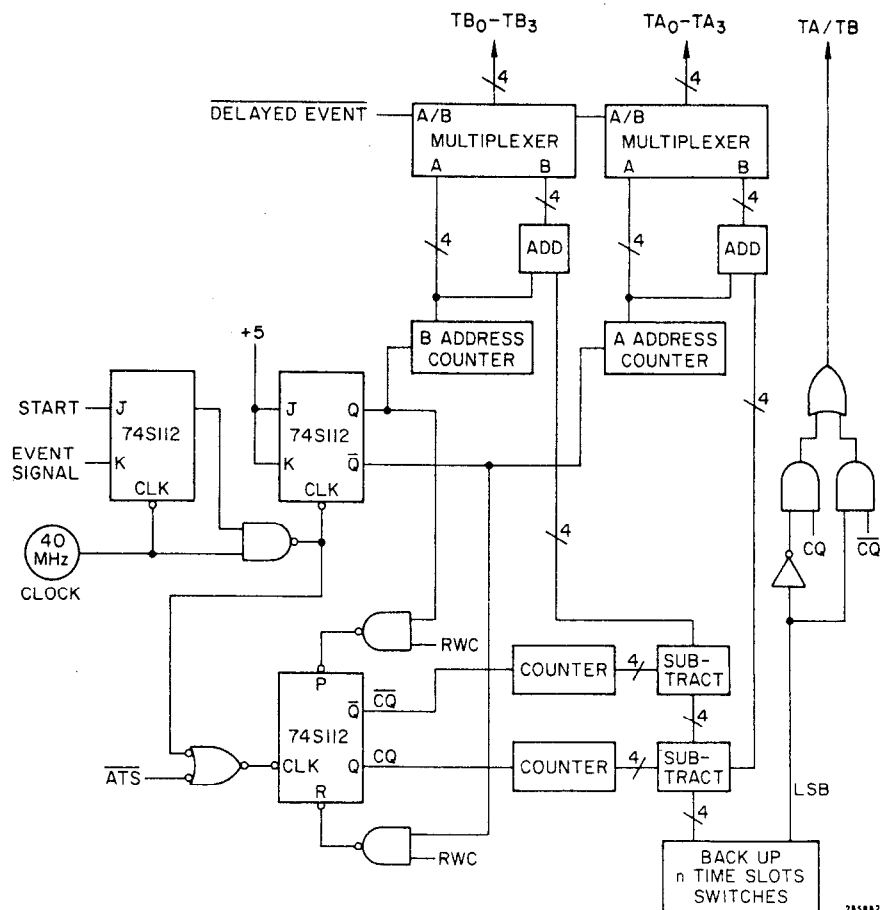 TB₀-TB₃
TA₀-TA₃
TA/TB
4
4
DELAYED EVENT
A/B
MULTIPLEXER
A
B
A/B
MULTIPLEXER
A
B
4
4
4
4
ADD
ADD
B ADDRESS
COUNTER
A ADDRESS
COUNTER
+5
START
J
74S112
EVENT
SIGNAL
K
CLK
J
Q
74S112
K
Q̅
CLK
4
40
MHz
CLOCK
4
CQ
C̅Q̅
RWC
P
Q̅
C̅Q̅
COUNTER
4
SUB-
TRACT
74S112
4
A̅T̅S̅
CLK
Q
CQ
COUNTER
4
SUB-
TRACT
R
LSB
4
RWC
BACK UP
n TIME SLOTS
SWITCHES